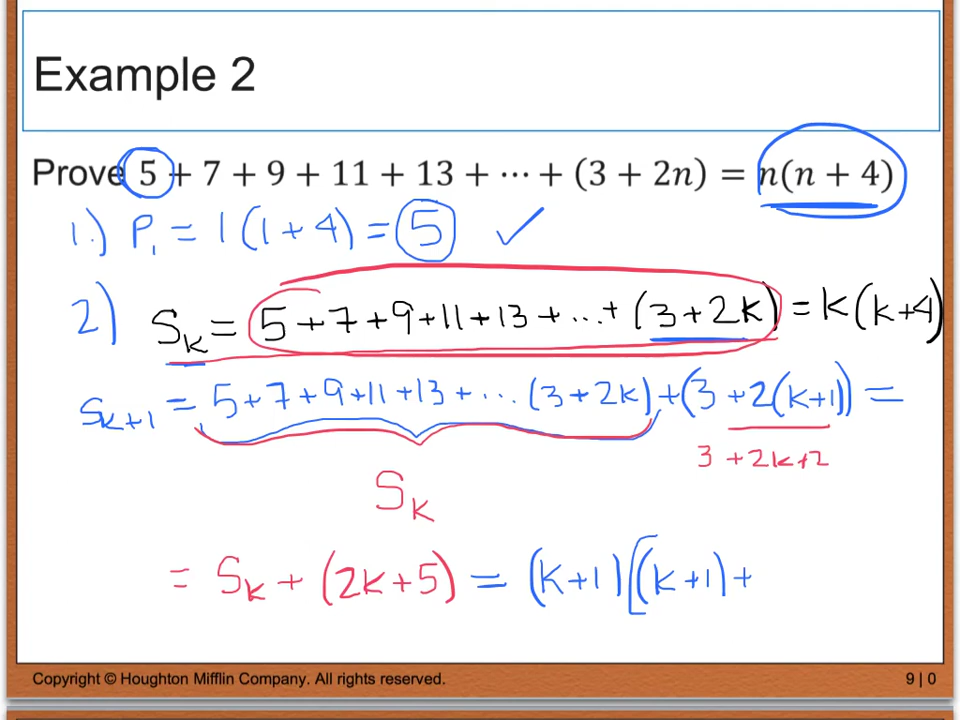 Example 2
Prove 5 + 7 + 9 + 11 + 13 + ⋯ + (3 + 2n) = n(n + 4)
1.) P₁ = 1(1+4) = 5 ✓
2) Sₖ = 5+7+9+11+13+...+(3+2k) = k(k+4)
Sₖ₊₁ = 5+7+9+11+13+...(3+2k)+(3+2(k+1)) =
3+2k+2
Sₖ
= Sₖ + (2k+5) = (k+1)[(k+1)+
Copyright © Houghton Mifflin Company. All rights reserved. 9 | 0